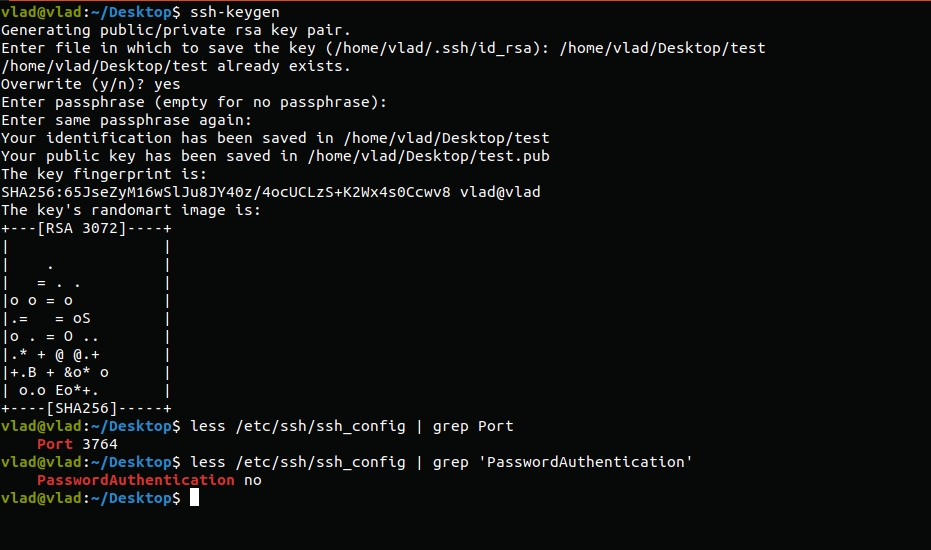 vlad@vlad:~/Desktop$ ssh-keygen
Generating public/private rsa key pair.
Enter file in which to save the key (/home/vlad/.ssh/id_rsa): /home/vlad/Desktop/test
/home/vlad/Desktop/test already exists.
Overwrite (y/n)? yes
Enter passphrase (empty for no passphrase):
Enter same passphrase again:
Your identification has been saved in /home/vlad/Desktop/test
Your public key has been saved in /home/vlad/Desktop/test.pub
The key fingerprint is:
SHA256:65JseZyM16wSlJu8JY40z/4ocUCLzS+K2Wx4s0Ccwv8 vlad@vlad
The key's randomart image is:
+---[RSA 3072]----+
|                 |
|    .            |
|   = . .         |
|o o = o          |
|.=   = oS        |
|o . = O ..       |
|.* + @ @.+       |
|+.B + &o* o      |
| o.o Eo*+.       |
+----[SHA256]-----+
vlad@vlad:~/Desktop$ less /etc/ssh/ssh_config | grep Port
    Port 3764
vlad@vlad:~/Desktop$ less /etc/ssh/ssh_config | grep 'PasswordAuthentication'
    PasswordAuthentication no
vlad@vlad:~/Desktop$